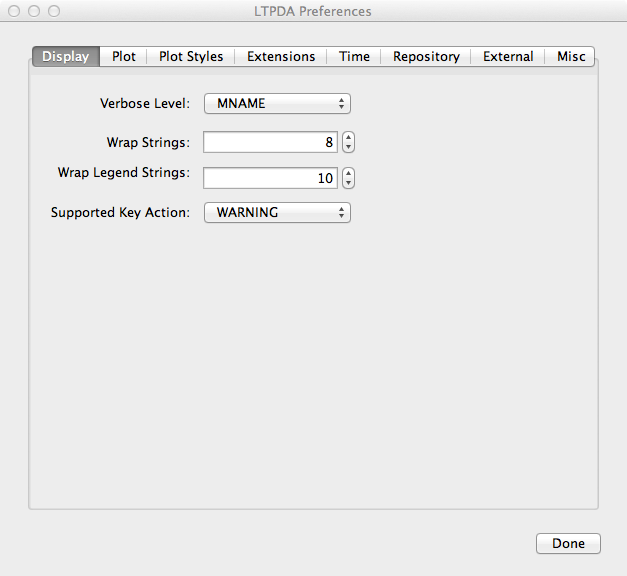 LTPDA Preferences
Display Plot Plot Styles Extensions Time Repository External Misc
Verbose Level: MNAME
Wrap Strings: 8
Wrap Legend Strings: 10
Supported Key Action: WARNING
Done